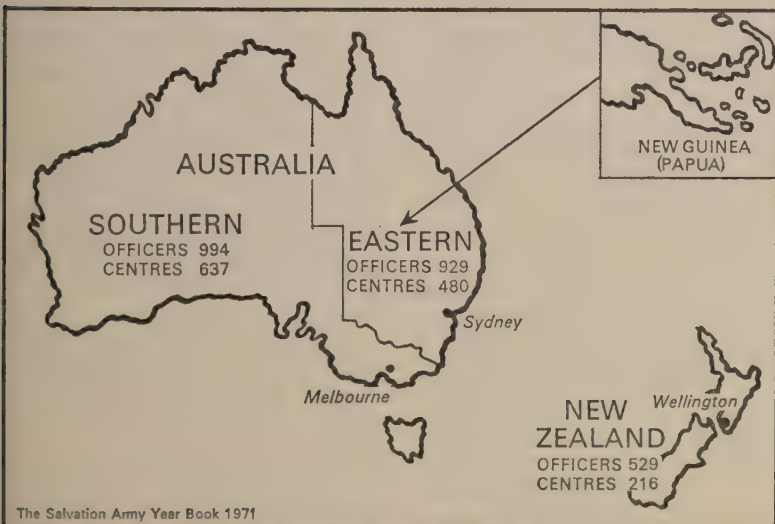 NEW GUINEA
(PAPUA)
AUSTRALIA
SOUTHERN
OFFICERS 994
CENTRES 637
EASTERN
OFFICERS 929
CENTRES 480
Sydney
Melbourne
NEW
ZEALAND
OFFICERS 529
CENTRES 216
Wellington
The Salvation Army Year Book 1971